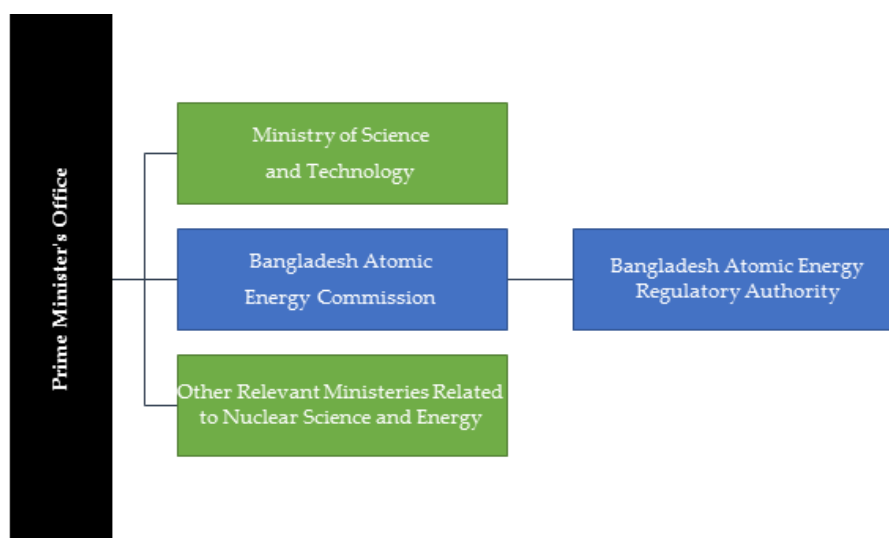 Prime Minister's Office
Ministry of Science
and Technology
Bangladesh Atomic
Energy Commission
Bangladesh Atomic Energy
Regulatory Authority
Other Relevant Ministeries Related
to Nuclear Science and Energy